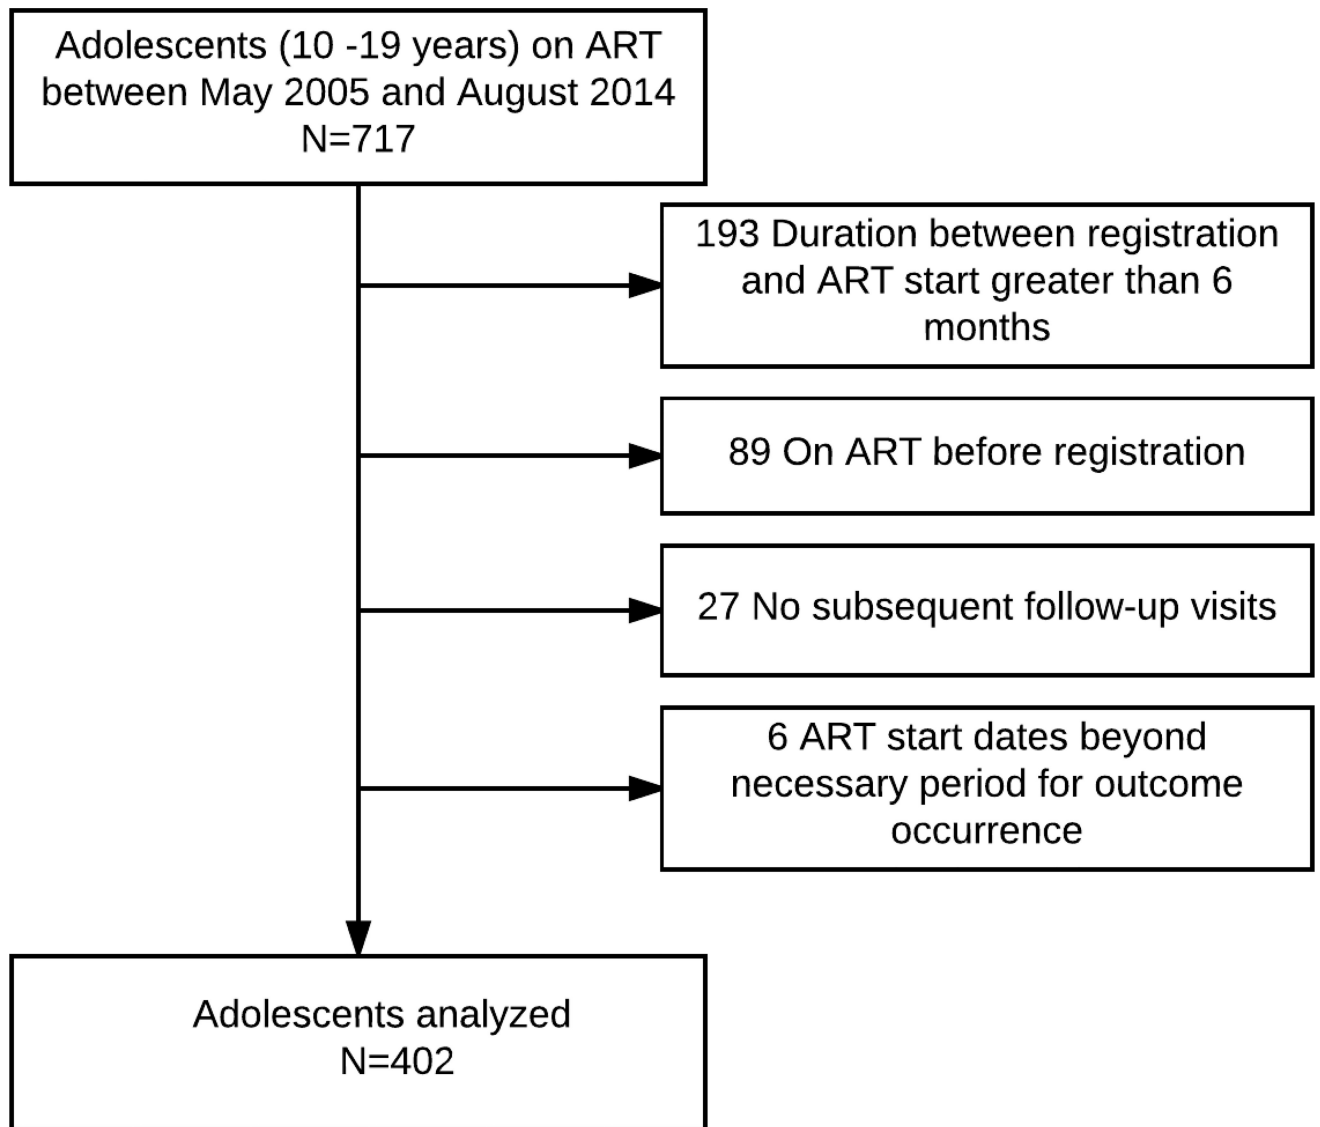 Adolescents (10 -19 years) on ART
between May 2005 and August 2014
N=717
193 Duration between registration
and ART start greater than 6
months
89 On ART before registration
27 No subsequent follow-up visits
6 ART start dates beyond
necessary period for outcome
occurrence
Adolescents analyzed
N=402